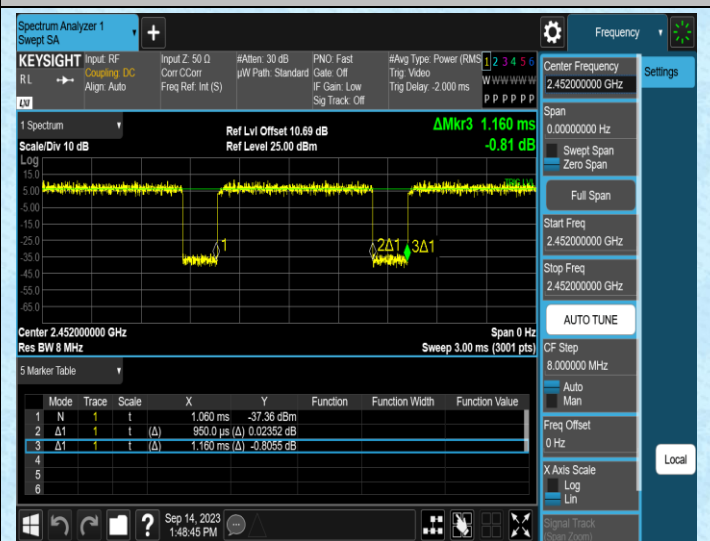 Spectrum Analyzer 1
Swept SA
+
Frequency
KEYSIGHT
RL
LXI
Input: RF
Coupling: DC
Align: Auto
Input Z: 50 Ω
Corr CCorr
Freq Ref: Int (S)
#Atten: 30 dB
µW Path: Standard
PNO: Fast
Gate: Off
IF Gain: Low
Sig Track: Off
#Avg Type: Power (RMS
Trig: Video
Trig Delay: -2.000 ms
1 2 3 4 5 6
W W W W W W
P P P P P P
1 Spectrum
Scale/Div 10 dB
Ref Lvl Offset 10.69 dB
Ref Level 25.00 dBm
ΔMkr3 1.160 ms
-0.81 dB
Log
15.0
5.00
-5.00
-15.0
-25.0
-35.0
-45.0
-55.0
-65.0
TRIG LVL
1
2Δ1
3Δ1
Center 2.452000000 GHz
Res BW 8 MHz
Span 0 Hz
Sweep 3.00 ms (3001 pts)
5 Marker Table
Mode Trace Scale X Y Function Function Width Function Value
1 N 1 t 1.060 ms -37.36 dBm
2 Δ1 1 t (Δ) 950.0 µs (Δ) 0.02352 dB
3 Δ1 1 t (Δ) 1.160 ms (Δ) -0.8055 dB
4
5
6
Sep 14, 2023
1:48:45 PM
Center Frequency
2.452000000 GHz
Span
0.00000000 Hz
Swept Span
Zero Span
Full Span
Start Freq
2.452000000 GHz
Stop Freq
2.452000000 GHz
AUTO TUNE
CF Step
8.000000 MHz
Auto
Man
Freq Offset
0 Hz
X Axis Scale
Log
Lin
Signal Track
(Span Zoom)
Settings
Local